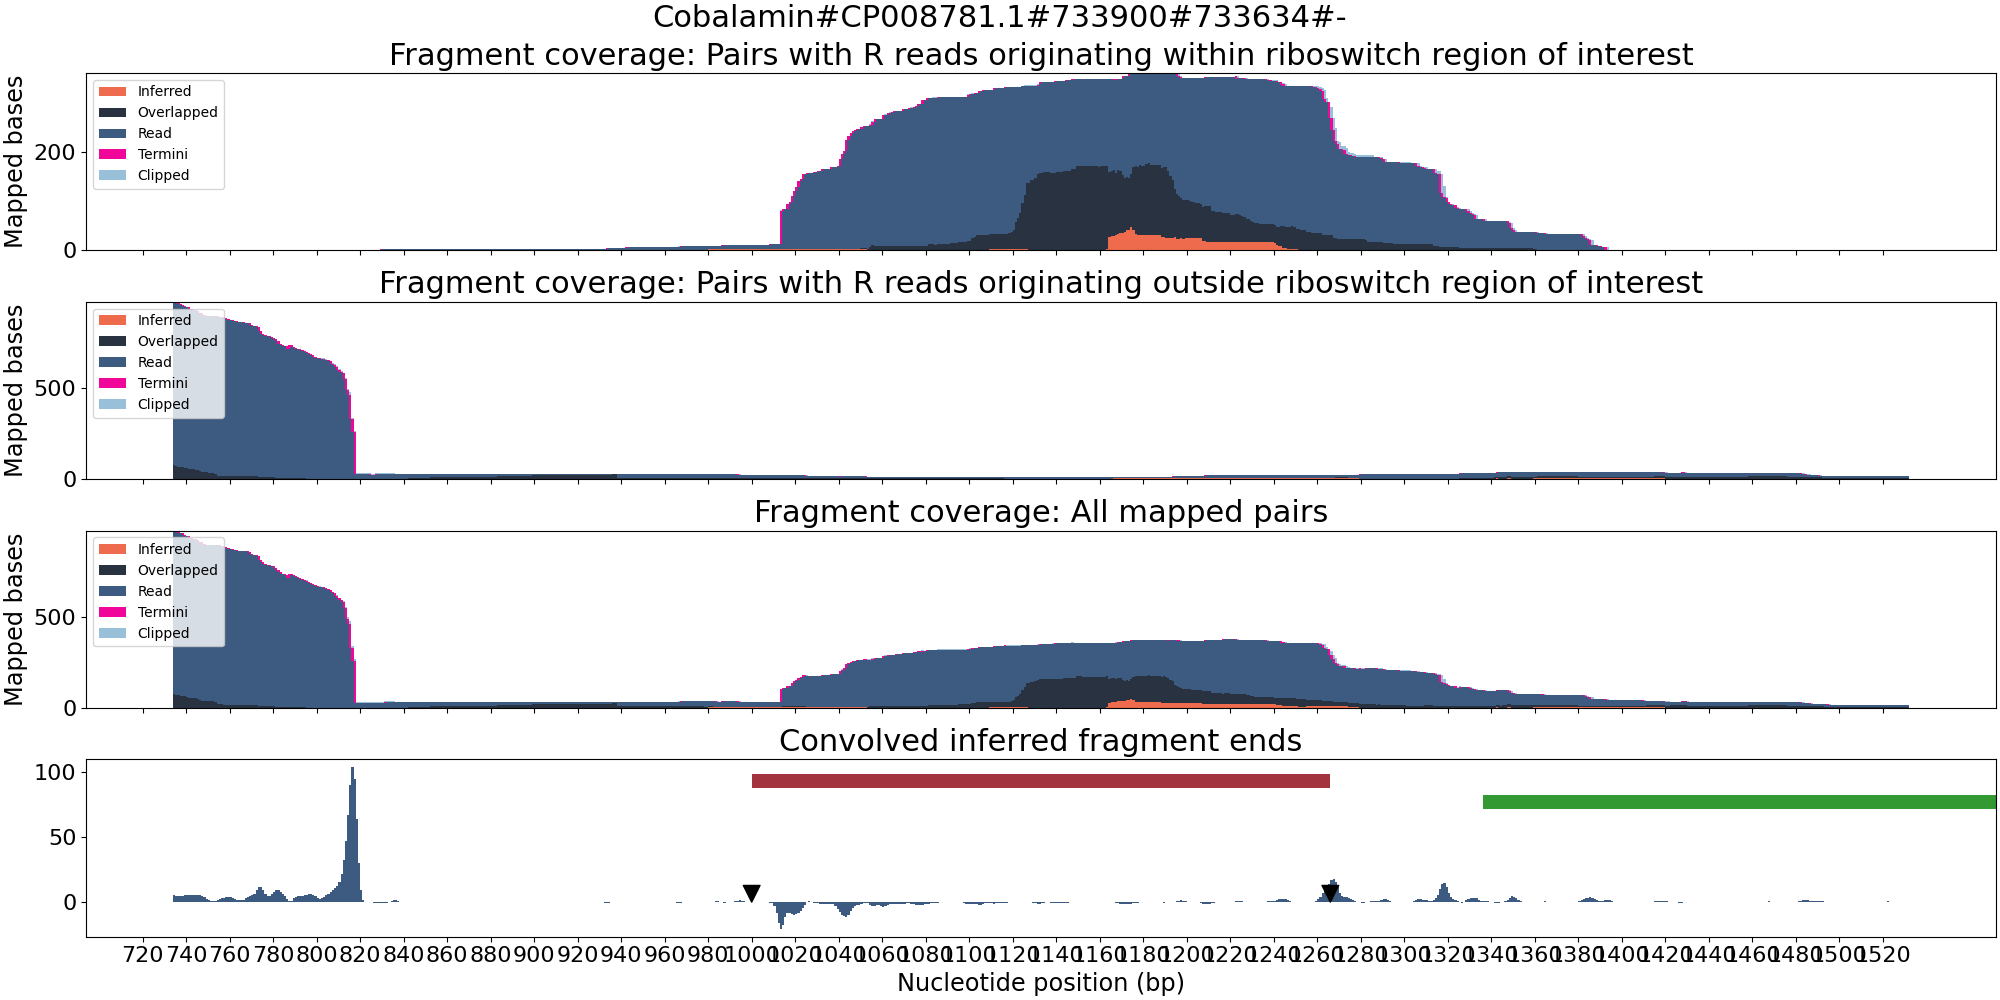 Cobalamin#CP008781.1#733900#733634#-
Fragment coverage: Pairs with R reads originating within riboswitch region of interest
Mapped bases
200
0
Inferred
Overlapped
Read
Termini
Clipped
Fragment coverage: Pairs with R reads originating outside riboswitch region of interest
Mapped bases
500
0
Inferred
Overlapped
Read
Termini
Clipped
Fragment coverage: All mapped pairs
Mapped bases
500
0
Inferred
Overlapped
Read
Termini
Clipped
Convolved inferred fragment ends
100
50
0
720 740 760 780 800 820 840 860 880 900 920 940 960 980 1000 1020 1040 1060 1080 1100 1120 1140 1160 1180 1200 1220 1240 1260 1280 1300 1320 1340 1360 1380 1400 1420 1440 1460 1480 1500 1520
Nucleotide position (bp)